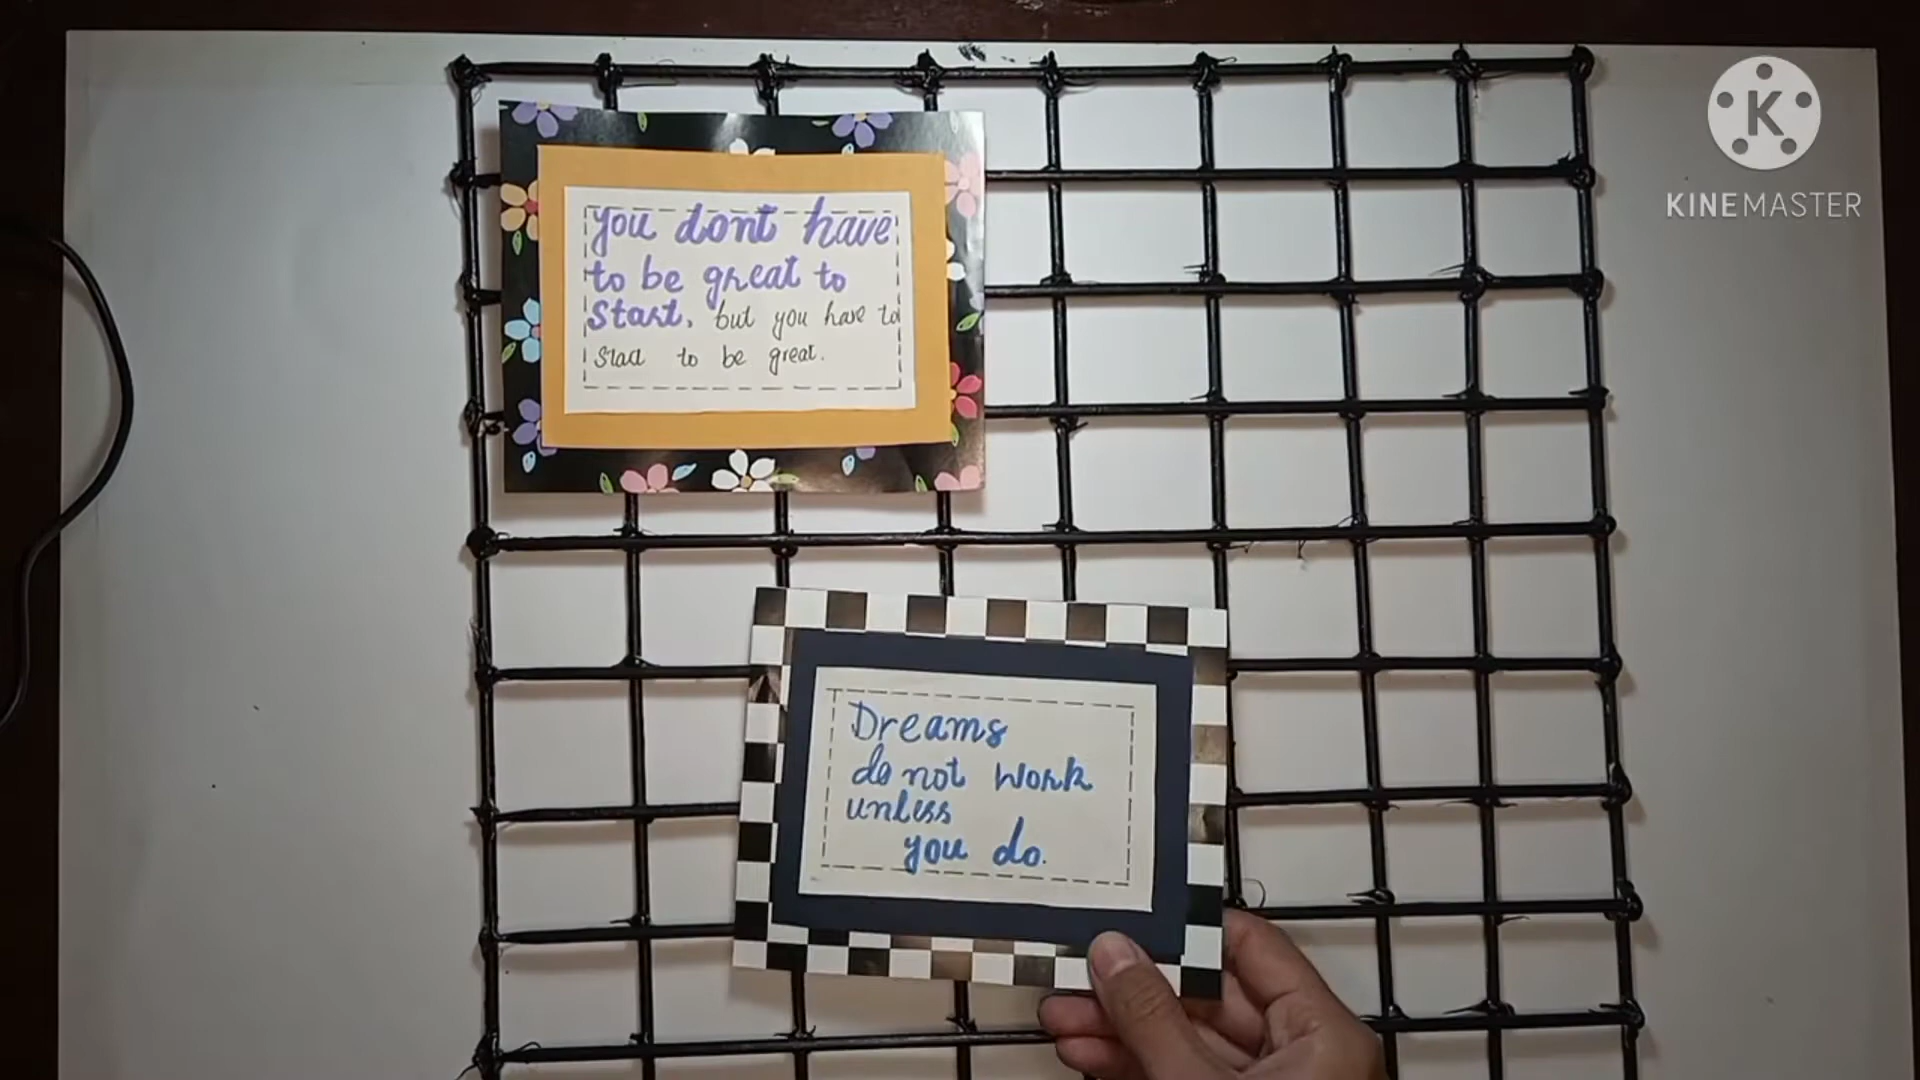 you dont have
to be great to
Start, but you have to
start to be great.
Dreams
do not work
unless
you do.
K
KINEMASTER